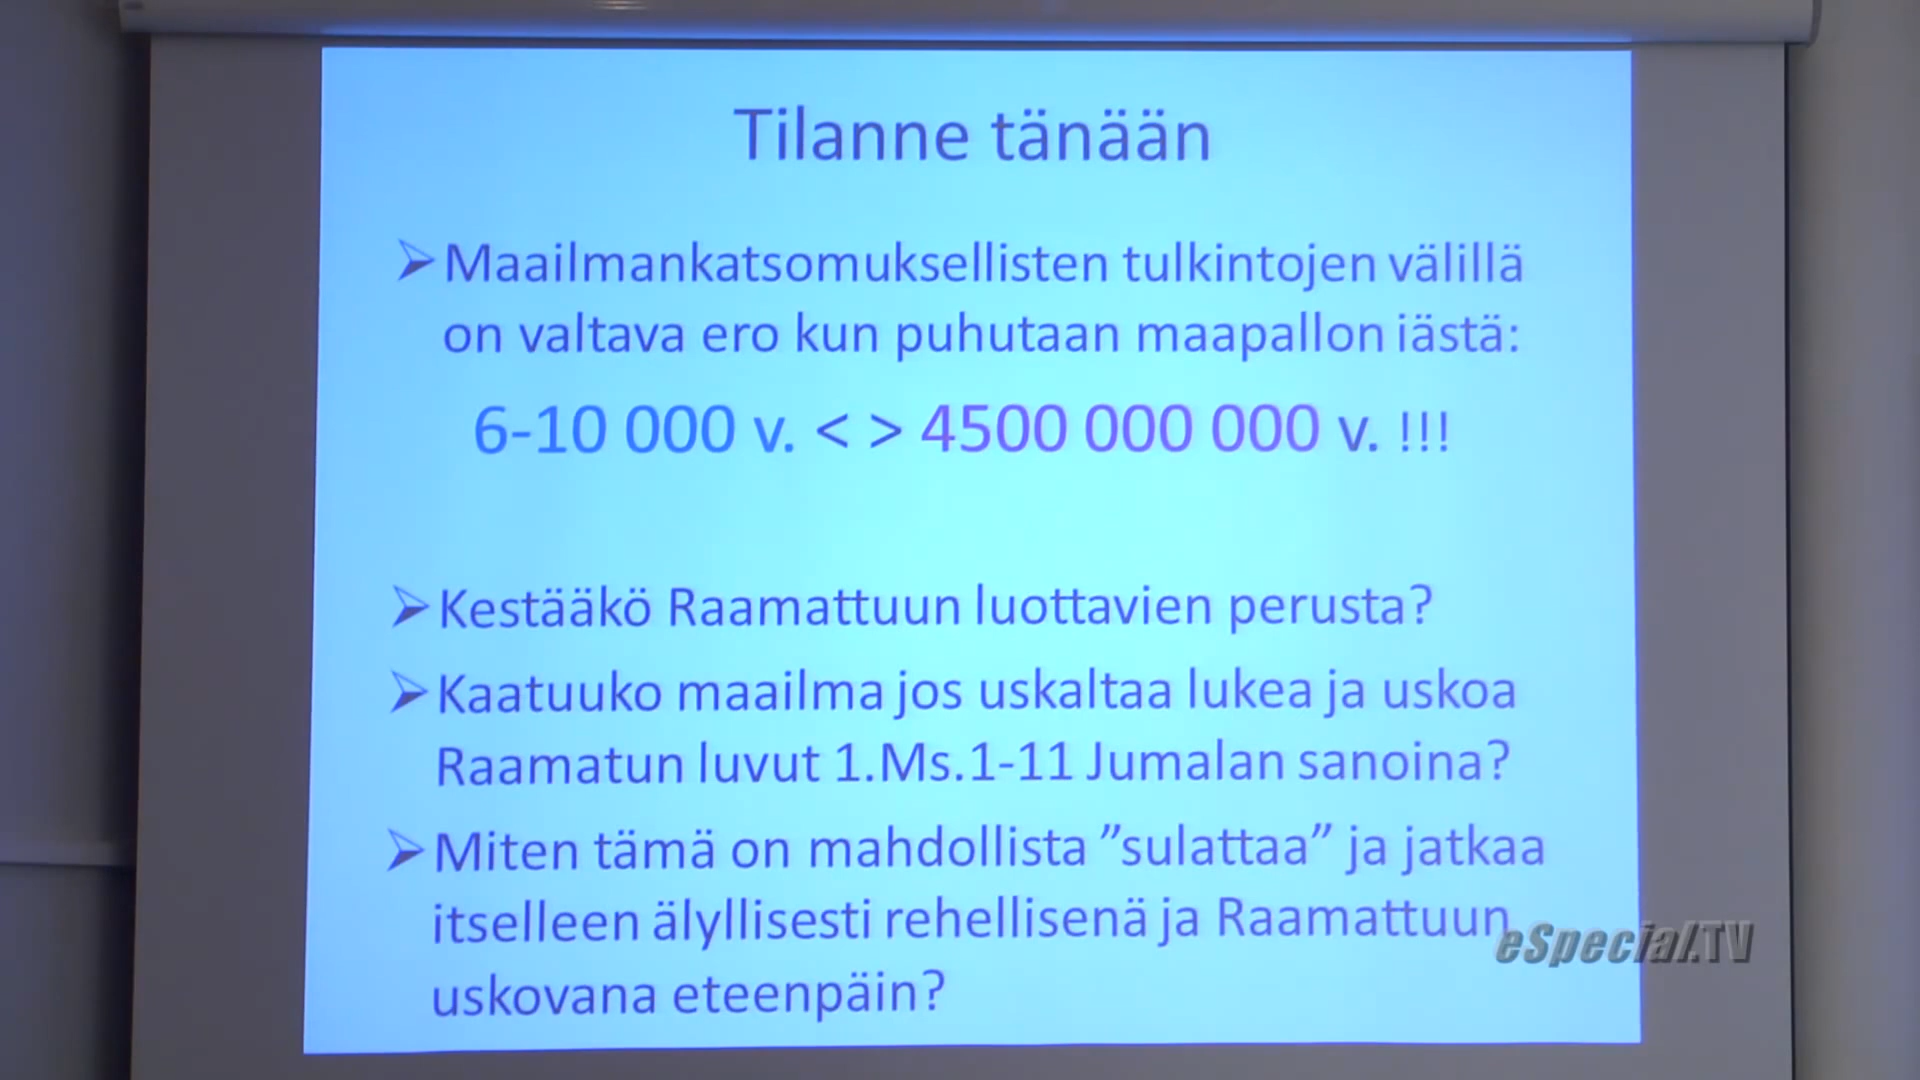 Tilanne tänään
➢Maailmankatsomuksellisten tulkintojen välillä
on valtava ero kun puhutaan maapallon iästä:
6-10 000 v. < > 4500 000 000 v. !!!
➢Kestääkö Raamattuun luottavien perusta?
➢Kaatuuko maailma jos uskaltaa lukea ja uskoa
Raamatun luvut 1.Ms.1-11 Jumalan sanoina?
➢Miten tämä on mahdollista ”sulattaa” ja jatkaa
itselleen älyllisesti rehellisenä ja Raamattuun
uskovana eteenpäin?
eSpecial.TV